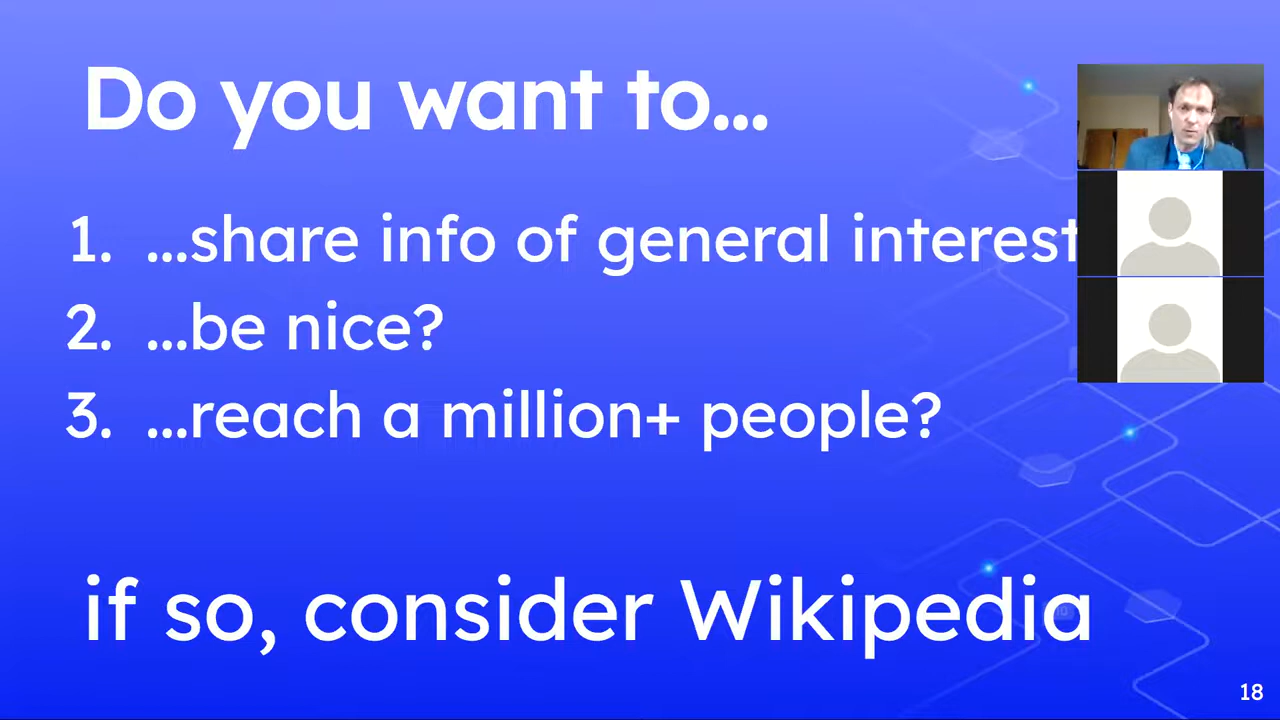 Do you want to...
1. ...share info of general interest
2. ...be nice?
3. ...reach a million+ people?
if so, consider Wikipedia
18